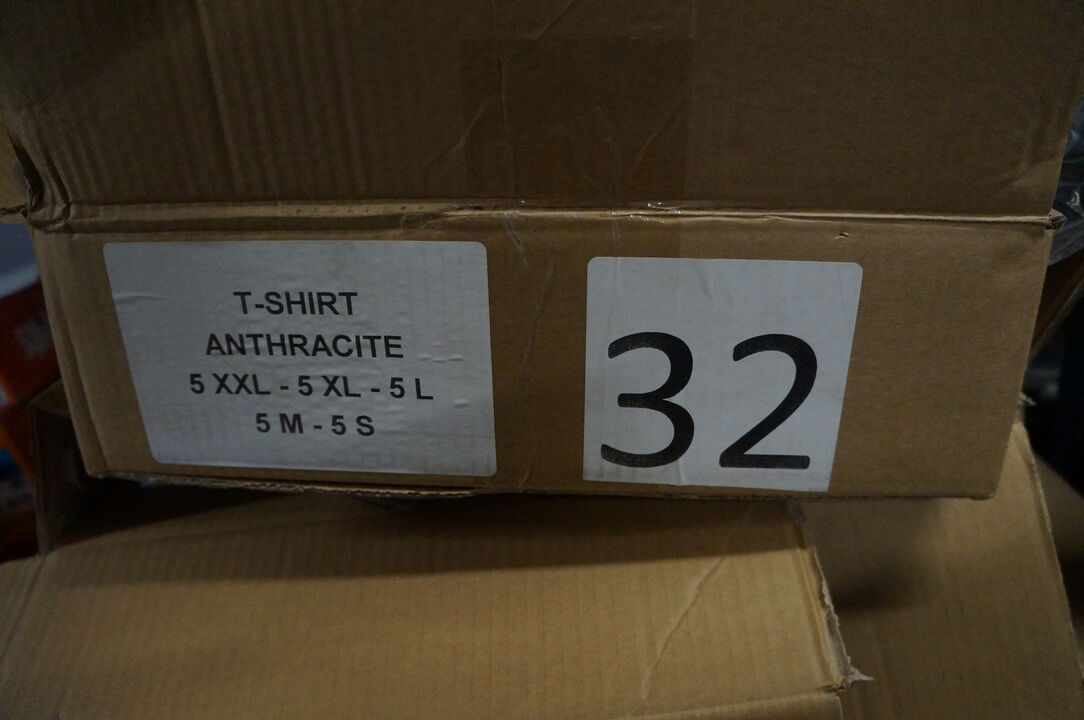 T-SHIRT
ANTHRACITE
5 XXL - 5 XL - 5 L
5 M - 5 S
32